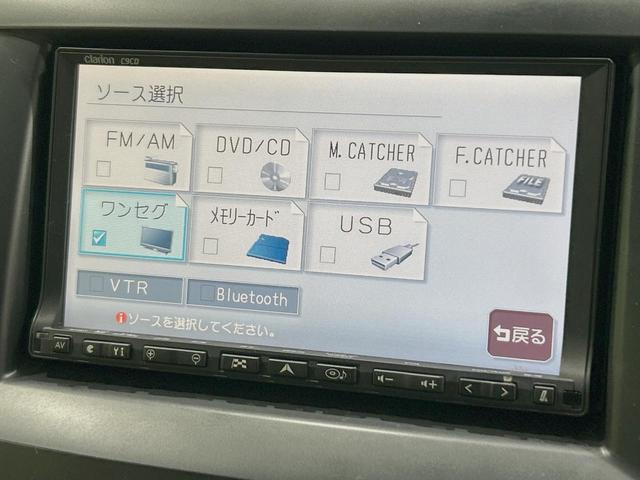 clarion C9CD
ソース選択
FM/AM
DVD/CD
M. CATCHER
F. CATCHER
FILE
ワンセグ
メモリーカード
USB
VTR
Bluetooth
ソースを選択してください。
戻る
AV